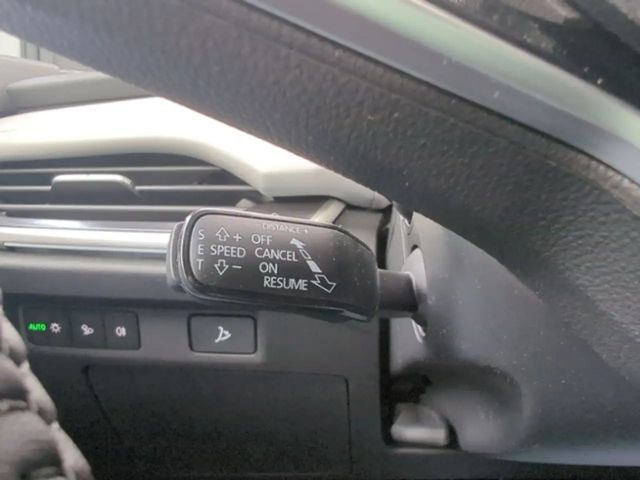 DISTANCE +
S + OFF
E SPEED CANCEL
T - ON
RESUME
AUTO